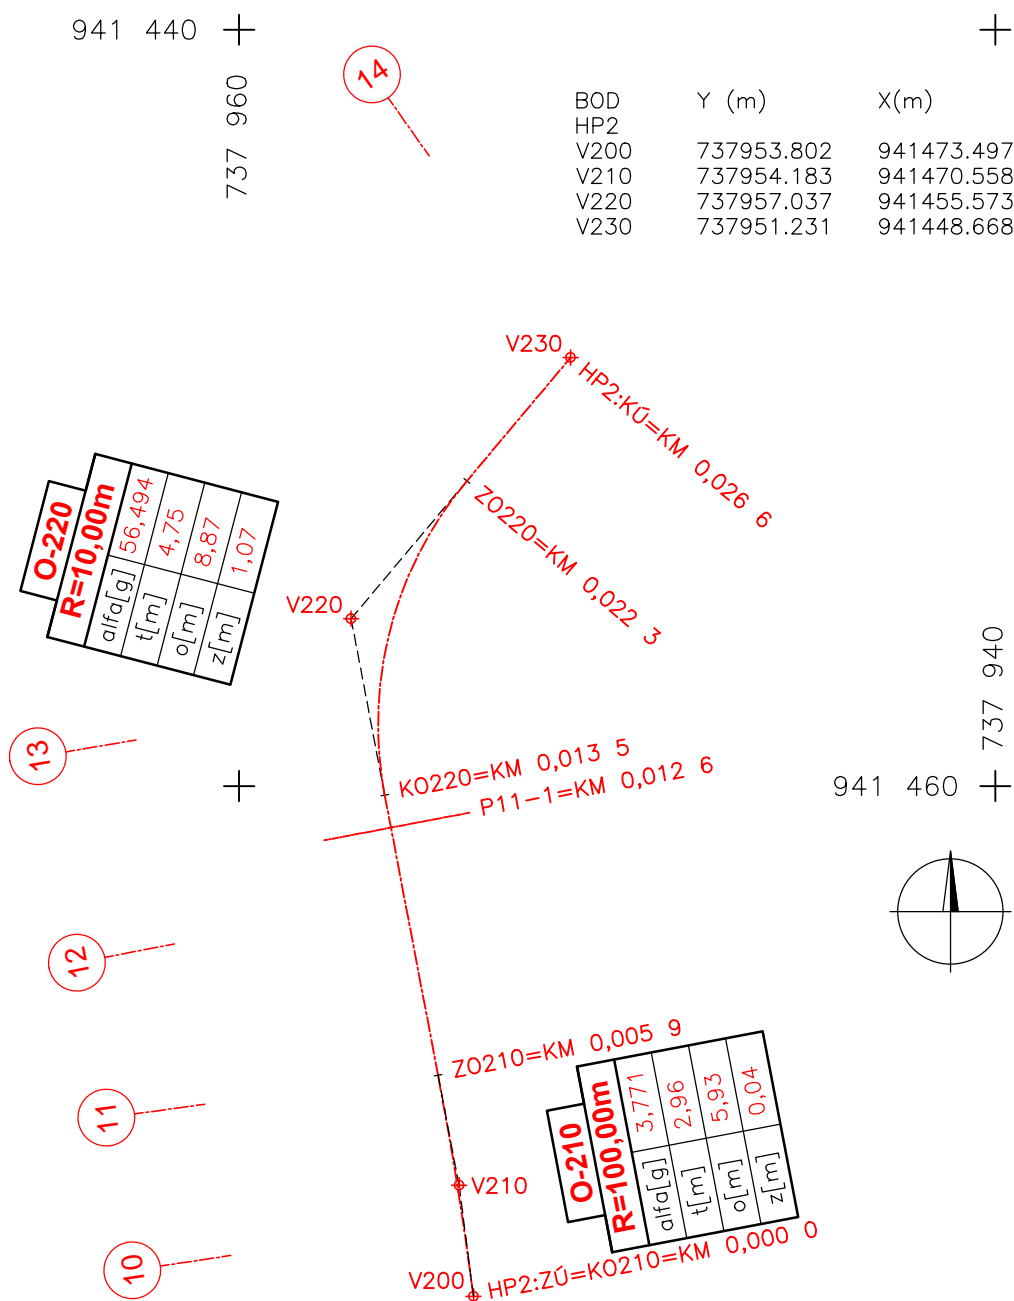 941 440
737 960
14
BOD Y (m) X(m)
HP2
V200 737953.802 941473.497
V210 737954.183 941470.558
V220 737957.037 941455.573
V230 737951.231 941448.668
V230
HP2:KÚ=KM 0,026 6
ZO220=KM 0,022 3
O-220
R=10,00m
alfa[g] 56,494
t[m] 4,75
o[m] 8,87
z[m] 1,07
V220
737 940
13
KO220=KM 0,013 5
P11-1=KM 0,012 6
941 460
12
ZO210=KM 0,005 9
11
O-210
R=100,00m
alfa[g] 3,771
t[m] 2,96
o[m] 5,93
z[m] 0,04
V210
10
V200
HP2:ZÚ=KO210=KM 0,000 0